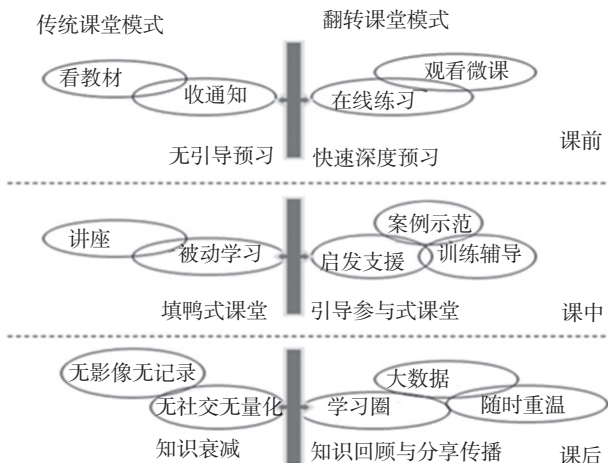 传统课堂模式
翻转课堂模式
看教材
收通知
观看微课
在线练习
无引导预习
快速深度预习
课前
讲座
被动学习
案例示范
启发支援
训练辅导
填鸭式课堂
引导参与式课堂
课中
无影像无记录
无社交无量化
大数据
学习圈
随时重温
知识衰减
知识回顾与分享传播
课后